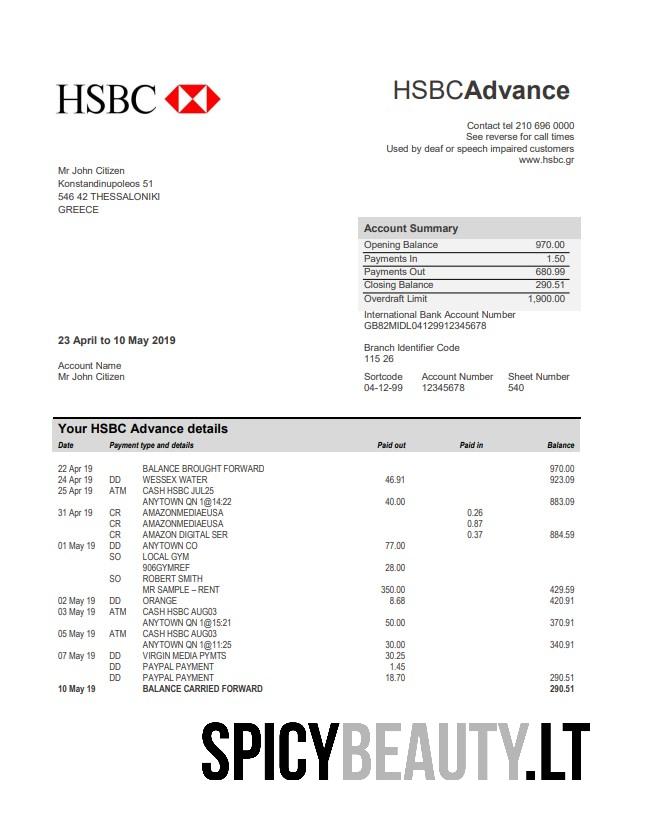 HSBC
HSBCAdvance
Contact tel 210 696 0000
See reverse for call times
Used by deaf or speech impaired customers
www.hsbc.gr
Mr John Citizen
Konstandinupoleos 51
546 42 THESSALONIKI
GREECE
Account Summary
Opening Balance 970.00
Payments In 1.50
Payments Out 680.99
Closing Balance 290.51
Overdraft Limit 1,900.00
International Bank Account Number
GB82MIDL04129912345678
23 April to 10 May 2019
Branch Identifier Code
115 26
Account Name
Mr John Citizen
Sortcode Account Number Sheet Number
04-12-99 12345678 540
Your HSBC Advance details
Date Payment type and details Paid out Paid in Balance
22 Apr 19 BALANCE BROUGHT FORWARD 970.00
24 Apr 19 DD WESSEX WATER 46.91 923.09
25 Apr 19 ATM CASH HSBC JUL25
ANYTOWN QN 1@14:22 40.00 883.09
31 Apr 19 CR AMAZONMEDIAEUSA 0.26
CR AMAZONMEDIAEUSA 0.87
CR AMAZON DIGITAL SER 0.37 884.59
01 May 19 DD ANYTOWN CO 77.00
SO LOCAL GYM
906GYMREF 28.00
SO ROBERT SMITH
MR SAMPLE – RENT 350.00 429.59
02 May 19 DD ORANGE 8.68 420.91
03 May 19 ATM CASH HSBC AUG03
ANYTOWN QN 1@15:21 50.00 370.91
05 May 19 ATM CASH HSBC AUG03
ANYTOWN QN 1@11:25 30.00 340.91
07 May 19 DD VIRGIN MEDIA PYMTS 30.25
DD PAYPAL PAYMENT 1.45
DD PAYPAL PAYMENT 18.70 290.51
10 May 19 BALANCE CARRIED FORWARD 290.51
SPICYBEAUTY.LT